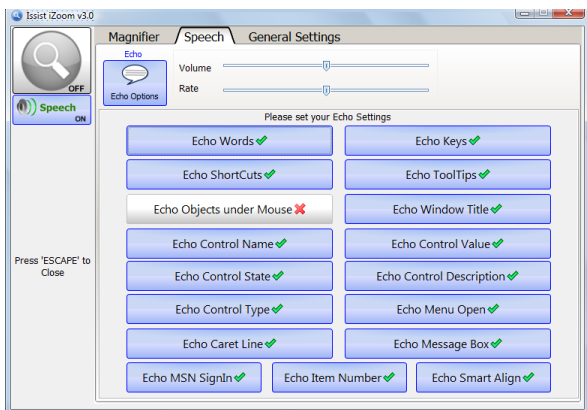 Issist iZoom v3.0
Magnifier Speech General Settings
Echo
Volume
OFF
Rate
Echo Options
Speech
ON
Please set your Echo Settings
Echo Words Echo Keys
Echo ShortCuts Echo ToolTips
Echo Objects under Mouse Echo Window Title
Echo Control Name Echo Control Value
Press 'ESCAPE' to
Close
Echo Control State Echo Control Description
Echo Control Type Echo Menu Open
Echo Caret Line Echo Message Box
Echo MSN SignIn Echo Item Number Echo Smart Align